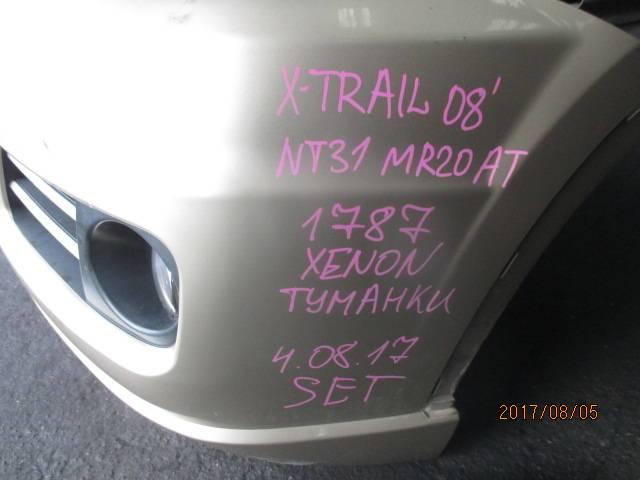 X-TRAIL 08'
NT31 MR20 AT
1787
XENON
ТУМАНКИ
4.08.17
SET
2017/08/05